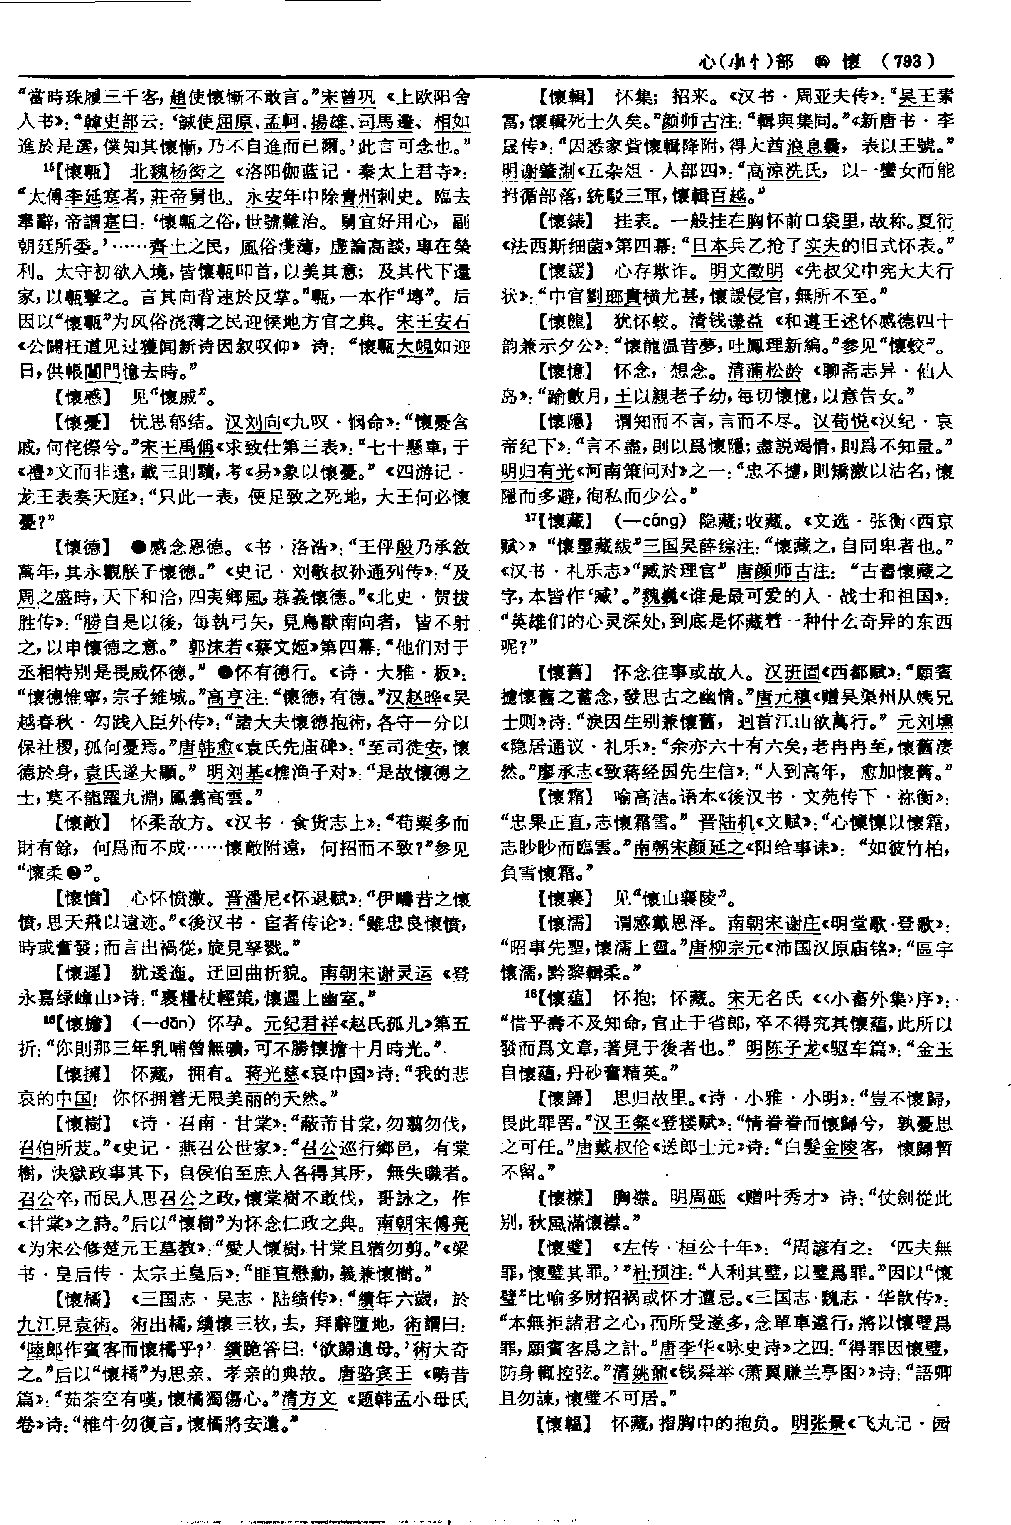 心(忄⺗)部 懷 (793)
“當時珠履三千客，趙使懷慚不敢言。”宋曾巩《上欧阳舍
人书》：“韓吏部云：‘誠使屈原、孟軻、揚雄、司馬遷、相如
進於是選，僕知其懷慚，乃不自進而已爾。’此言可念也。”
15【懷甎】 北魏杨衒之《洛阳伽蓝记·秦太上君寺》：
“太傅李延寔者，莊帝舅也。永安年中除青州刺史。臨去
奉辭，帝謂寔曰：‘懷甎之俗，世號難治。舅宜好用心，副
朝廷所委。’……齊土之民，風俗淺薄，虛論高談，專在榮
利。太守初欲入境，皆懷甎叩首，以美其意；及其代下還
家，以甎擊之。言其向背速於反掌。”甎，一本作“塼”。后
因以“懷甎”为风俗浇薄之民迎候地方官之典。宋王安石
《公闢枉道见过獲闻新诗因叙叹仰》诗：“懷甎大峴如迎
日，供帳閶門憶去時。”
【懷慼】 见“懷戚”。
【懷憂】 忧思郁结。汉刘向《九叹·惘命》：“懷憂含
戚，何侘傺兮。”宋王禹偁《求致仕第三表》：“七十懸車，于
《禮》文而非遠，載三則瀆，考《易》象以懷憂。”《四游记·
龙王表奏天庭》：“只此一表，便足致之死地，大王何必懷
憂？”
【懷德】 ❶感念恩德。《书·洛诰》：“王伻殷乃承敘
萬年，其永觀朕子懷德。”《史记·刘敬叔孙通列传》：“及
周之盛時，天下和洽，四夷鄉風，慕義懷德。”《北史·贺拔
胜传》：“勝自是以後，每執弓矢，見鳥獸南向者，皆不射
之，以申懷德之意。”郭沫若《蔡文姬》第四幕：“他们对于
丞相特别是畏威怀德。”❷怀有德行。《诗·大雅·板》：
“懷德惟寧，宗子維城。”高亨注：“懷德，有德。”汉赵晔《吴
越春秋·勾践入臣外传》：“諸大夫懷德抱術，各守一分以
保社稷，孤何憂焉。”唐韩愈《袁氏先庙碑》：“至司徒安，懷
德於身，袁氏遂大顯。”明刘基《樵渔子对》：“是故懷德之
士，莫不龍躍九淵，鳳翥高雲。”
【懷敵】 怀柔敌方。《汉书·食货志上》：“苟粟多而
財有餘，何爲而不成……懷敵附遠，何招而不致？”参见
“懷柔❷”。
【懷憤】 心怀愤激。晋潘尼《怀退赋》：“伊疇昔之懷
憤，思天飛以遠迹。”《後汉书·宦者传论》：“雖忠良懷憤，
時或奮發；而言出禍從，旋見孥戮。”
【懷遲】 犹逶迤。迂回曲折貌。南朝宋谢灵运《登
永嘉绿嶂山》诗：“裹糧杖輕策，懷遲上幽室。”
16【懷擔】 （—dān）怀孕。元纪君祥《赵氏孤儿》第五
折：“你則那三年乳哺曾無曠，可不勝懷擔十月時光。”
【懷擁】 怀藏，拥有。蒋光慈《哀中国》诗：“我的悲
哀的中国！你怀拥着无限美丽的天然。”
【懷樹】 《诗·召南·甘棠》：“蔽芾甘棠，勿翦勿伐，
召伯所茇。”《史记·燕召公世家》：“召公巡行鄉邑，有棠
樹，決獄政事其下，自侯伯至庶人各得其所，無失職者。
召公卒，而民人思召公之政，懷棠樹不敢伐，哥詠之，作
《甘棠》之詩。”后以“懷樹”为怀念仁政之典。南朝宋傅亮
《为宋公修楚元王墓教》：“愛人懷樹，甘棠且猶勿剪。”《梁
书·皇后传·太宗王皇后》：“匪直懋勳，義兼懷樹。”
【懷橘】 《三国志·吴志·陆绩传》：“績年六歲，於
九江見袁術。術出橘，績懷三枚，去，拜辭墮地，術謂曰：
‘陸郎作賓客而懷橘乎？’績跪答曰：‘欲歸遺母。’術大奇
之。”后以“懷橘”为思亲、孝亲的典故。唐骆宾王《畴昔
篇》：“茹荼空有嘆，懷橘獨傷心。”清方文《题韩孟小母氏
卷》诗：“椎牛勿復言，懷橘將安遺。”
【懷輯】 怀集；招来。《汉书·周亚夫传》：“吴王素
富，懷輯死士久矣。”颜师古注：“輯與集同。”《新唐书·李
晟传》：“因悉家貲懷輯降附，得大酋浪息曩，表以王號。”
明谢肇淛《五杂俎·人部四》：“高凉洗氏，以一蠻女而能
拊循部落，統馭三軍，懷輯百越。”
【懷錶】 挂表。一般挂在胸怀前口袋里，故称。夏衍
《法西斯细菌》第四幕：“日本兵乙抢了实夫的旧式怀表。”
【懷諼】 心存欺诈。明文徵明《先叔父中宪大夫行
状》：“中官劉瑯貴橫尤甚，懷諼侵官，無所不至。”
【懷龍】 犹怀蛟。清钱谦益《和遵王述怀感德四十
韵兼示夕公》：“懷龍温昔夢，吐鳳理新編。”参见“懷蛟”。
【懷憶】 怀念，想念。清蒲松龄《聊斋志异·仙人
岛》：“踰數月，王以親老子幼，每切懷憶，以意告女。”
【懷隱】 谓知而不言，言而不尽。汉荀悦《汉纪·哀
帝纪下》：“言不盡，則以爲懷隱；盡説竭情，則爲不知量。”
明归有光《河南策问对》之一：“忠不擄，則矯激以沽名，懷
隱而多避，徇私而少公。”
17【懷藏】 （—cáng）隐藏；收藏。《文选·张衡〈西京
赋〉》“懷璽藏紱”三国吴薛综注：“懷藏之，自同卑者也。”
《汉书·礼乐志》“臧於理官”唐颜师古注：“古書懷藏之
字，本皆作‘臧’。”魏巍《谁是最可爱的人·战士和祖国》：
“英雄们的心灵深处，到底是怀藏着一种什么奇异的东西
呢？”
【懷舊】 怀念往事或故人。汉班固《西都赋》：“願賓
攄懷舊之蓄念，發思古之幽情。”唐元稹《赠吴渠州从姨兄
士则》诗：“淚因生别兼懷舊，迴首江山欲萬行。”元刘壎
《隐居通议·礼乐》：“余亦六十有六矣，老冉冉至，懷舊凄
然。”廖承志《致蒋经国先生信》：“人到高年，愈加怀舊。”
【懷霜】 喻高洁。语本《後汉书·文苑传下·祢衡》：
“忠果正直，志懷霜雪。”晋陆机《文赋》：“心懍懍以懷霜，
志眇眇而臨雲。”南朝宋颜延之《阳给事诔》：“如彼竹柏，
負雪懷霜。”
【懷襄】 见“懷山襄陵”。
【懷濡】 谓感戴恩泽。南朝宋谢庄《明堂歌·登歌》：
“昭事先聖，懷濡上靈。”唐柳宗元《沛国汉原庙铭》：“區宇
懷濡，黔黎輯柔。”
18【懷藴】 怀抱；怀藏。宋无名氏《〈小畜外集〉序》：
“惜乎壽不及知命，官止于省郎，卒不得究其懷藴，此所以
發而爲文章，著見于後者也。”明陈子龙《驱车篇》：“金玉
自懷藴，丹砂奮精英。”
【懷歸】 思归故里。《诗·小雅·小明》：“豈不懷歸，
畏此罪罟。”汉王粲《登楼赋》：“情眷眷而懷歸兮，孰憂思
之可任。”唐戴叔伦《送郎士元》诗：“白髮金陵客，懷歸暫
不留。”
【懷襟】 胸襟。明周砥《赠叶秀才》诗：“仗劍從此
别，秋風滿懷襟。”
【懷璧】 《左传·桓公十年》：“周諺有之：‘匹夫無
罪，懷璧其罪。’”杜预注：“人利其璧，以璧爲罪。”因以“懷
璧”比喻多财招祸或怀才遭忌。《三国志·魏志·华歆传》：
“本無拒諸君之心，而所受遂多，念單車遠行，將以懷璧爲
罪，願賓客爲之計。”唐李华《咏史诗》之四：“得罪因懷璧，
防身輒控弦。”清姚鼐《钱舜举〈萧翼赚兰亭图〉》诗：“語卿
且勿諫，懷璧不可居。”
【懷韞】 怀藏，指胸中的抱负。明张景《飞丸记·园